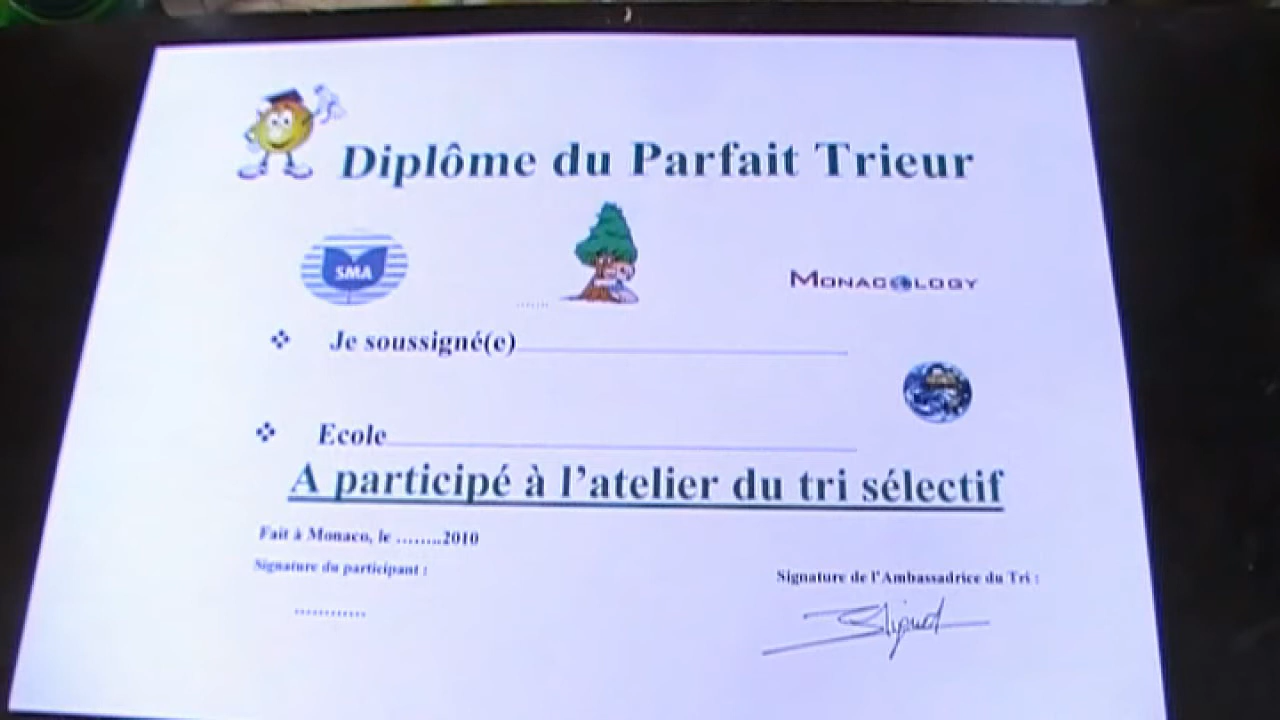 Diplôme du Parfait Trieur
SMA
MONACOLOGY
.......
Je soussigné(e)
Ecole
A participé à l'atelier du tri sélectif
Fait à Monaco, le ........2010
Signature du participant :
Signature de l'Ambassadrice du Tri :
............